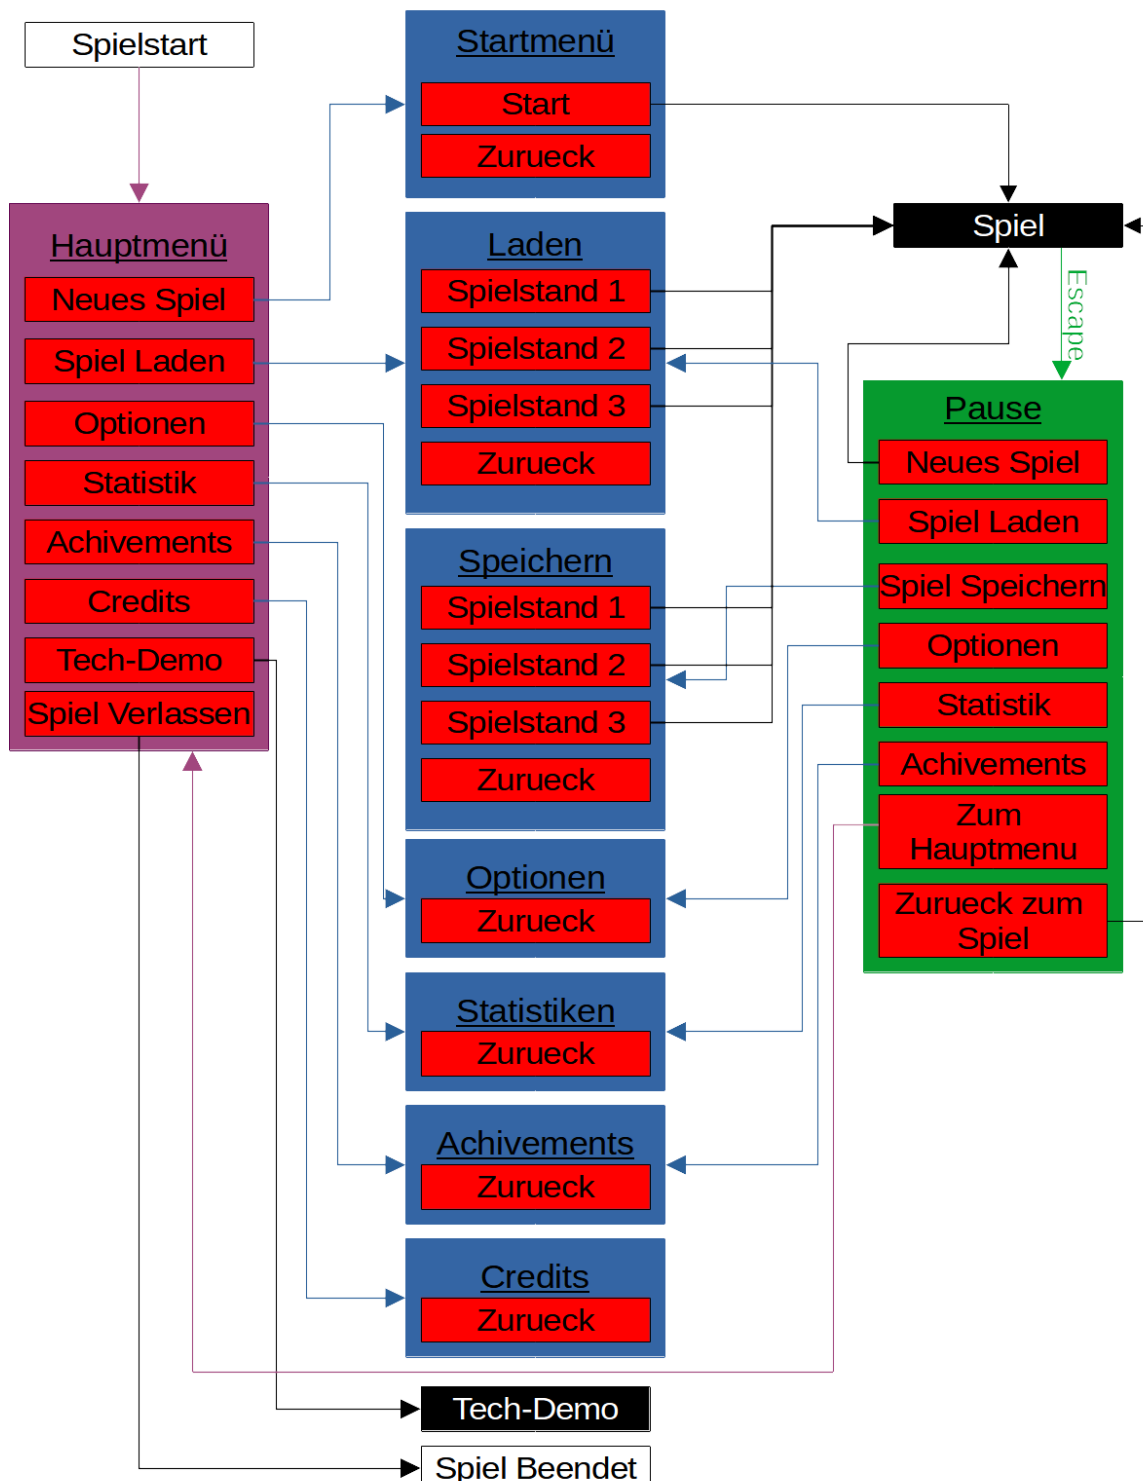 Spielstart
Hauptmenü
Neues Spiel
Spiel Laden
Optionen
Statistik
Achivements
Credits
Tech-Demo
Spiel Verlassen
Startmenü
Start
Zurueck
Laden
Spielstand 1
Spielstand 2
Spielstand 3
Zurueck
Speichern
Spielstand 1
Spielstand 2
Spielstand 3
Zurueck
Optionen
Zurueck
Statistiken
Zurueck
Achivements
Zurueck
Credits
Zurueck
Tech-Demo
Spiel Beendet
Spiel
Escape
Pause
Neues Spiel
Spiel Laden
Spiel Speichern
Optionen
Statistik
Achivements
Zum
Hauptmenu
Zurueck zum
Spiel